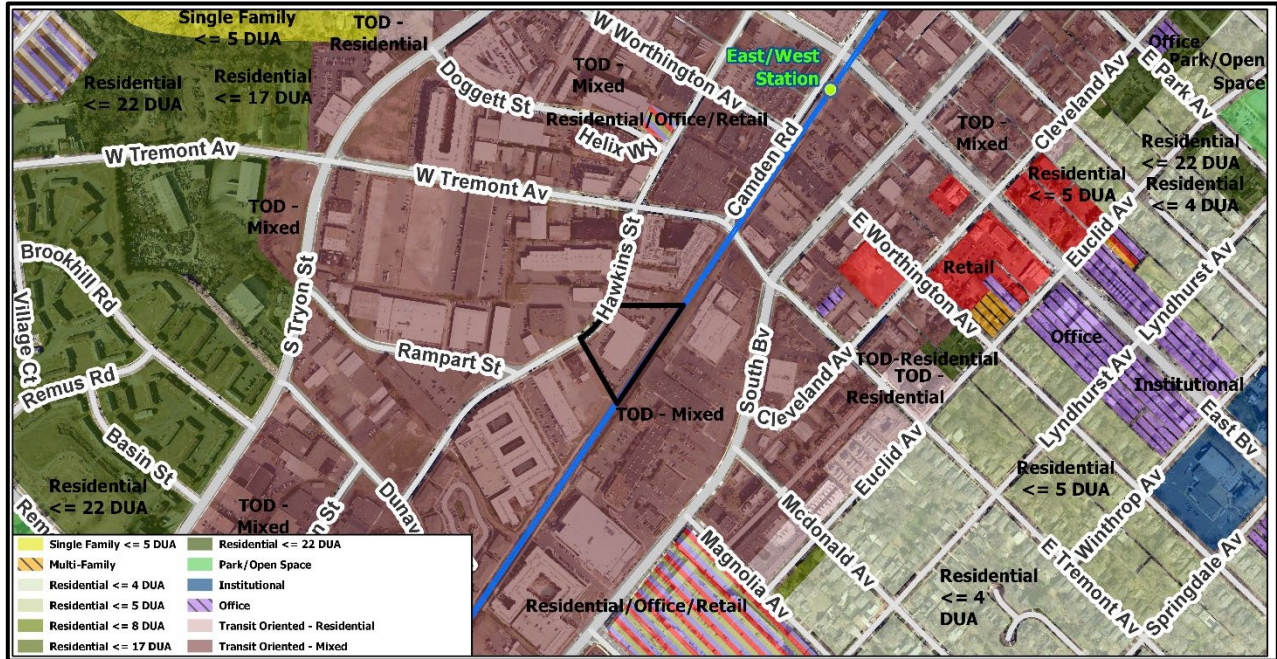 Single Family
<= 5 DUA
TOD -
Residential
W Worthington Av
East/West
Station
Office
Park/Open
Space
E Park Av
Cleveland Av
Residential
<= 22 DUA
Residential
<= 17 DUA
Doggett St
TOD -
Mixed
Residential/Office/Retail
Helix Wy
Camden Rd
TOD -
Mixed
Residential
<= 22 DUA
Residential
<= 4 DUA
Residential
<= 5 DUA
W Tremont Av
W Tremont Av
TOD -
Mixed
Hawkins St
E Worthington Av
Euclid Av
Lyndhurst Av
Retail
Brookhill Rd
Village Ct
S Tryon St
Rampart St
South Bv
Cleveland Av
TOD-Residential
TOD -
Residential
Office
Institutional
East Bv
Lyndhurst Av
Remus Rd
Basin St
TOD - Mixed
Euclid Av
Residential
<= 5 DUA
Winthrop Av
Residential
<= 22 DUA
TOD -
Mixed
Dunav
n St
Rem
Mcdonald Av
Magnolia Av
E Tremont Av
Springdale Av
Residential
<= 4
DUA
Residential/Office/Retail
Single Family <= 5 DUA
Multi-Family
Residential <= 4 DUA
Residential <= 5 DUA
Residential <= 8 DUA
Residential <= 17 DUA
Residential <= 22 DUA
Park/Open Space
Institutional
Office
Transit Oriented - Residential
Transit Oriented - Mixed